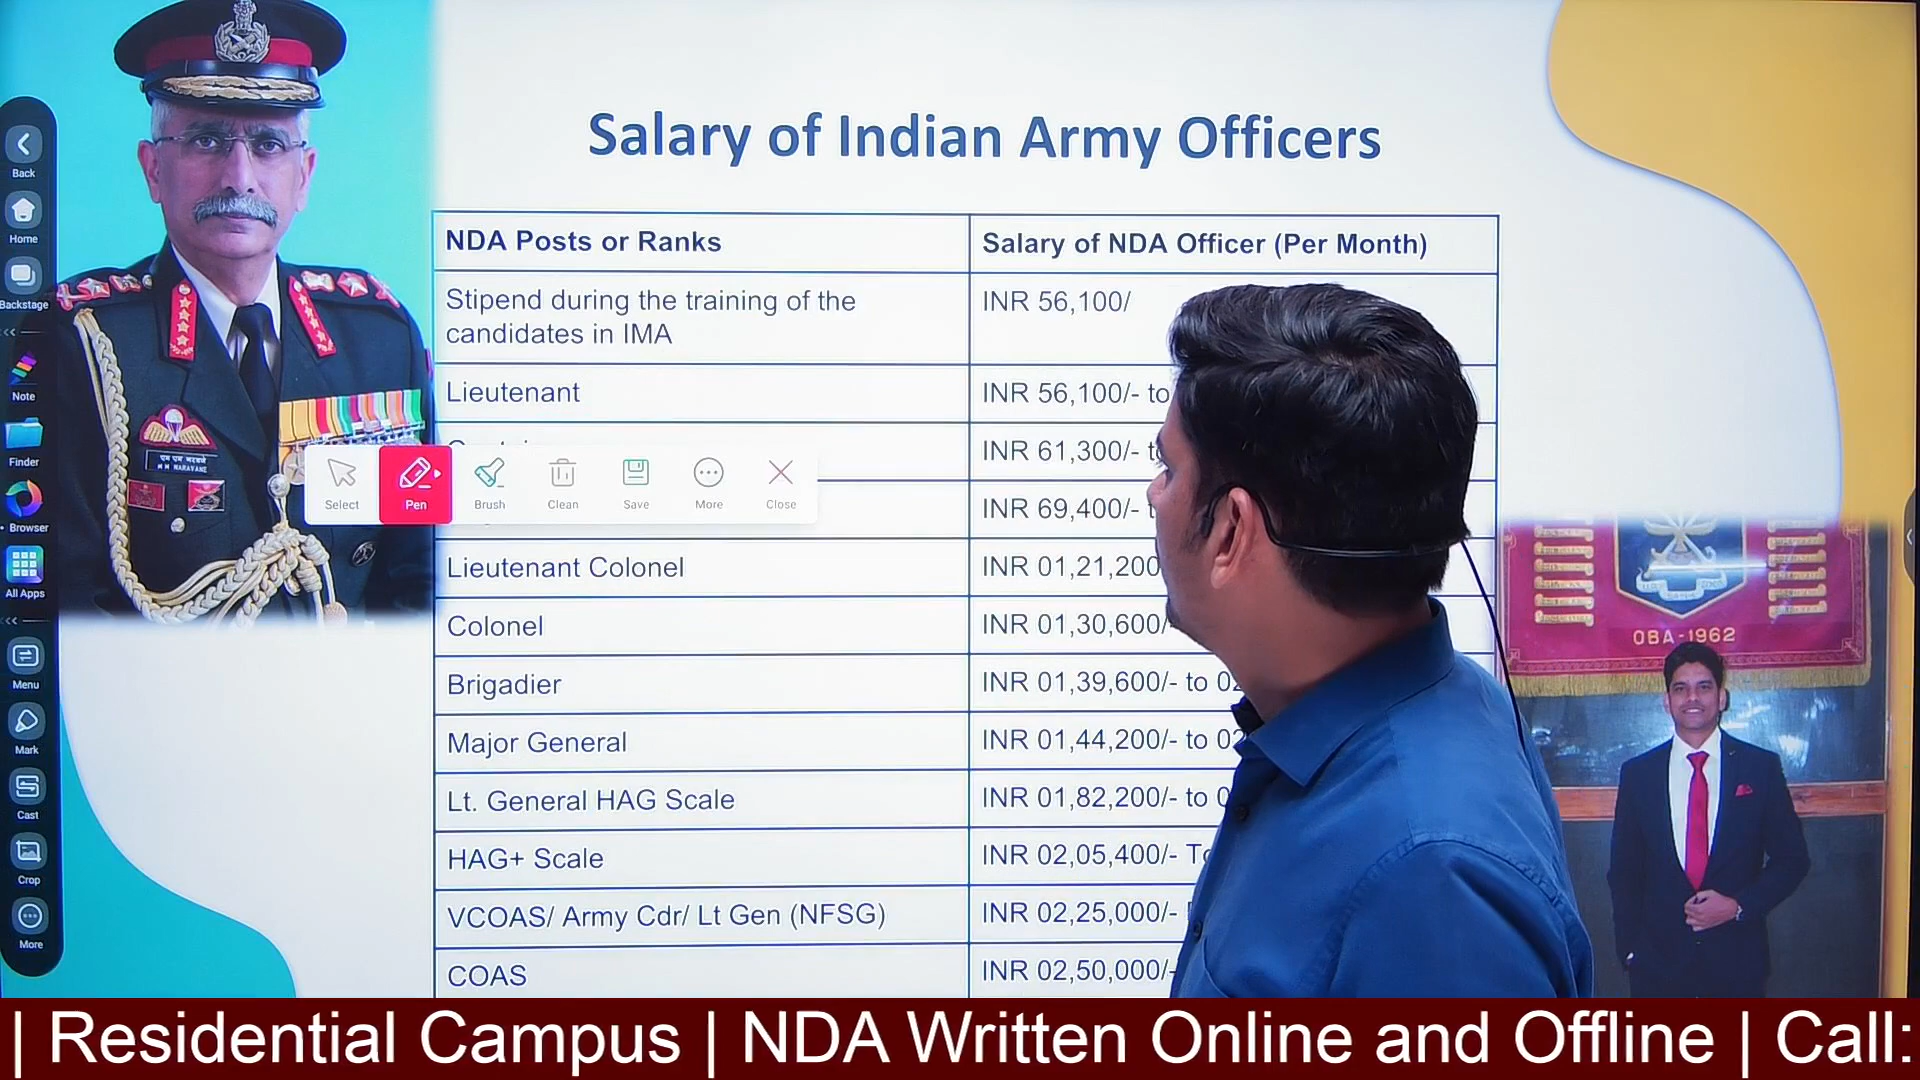 Salary of Indian Army Officers
NDA Posts or Ranks
Salary of NDA Officer (Per Month)
Stipend during the training of the
candidates in IMA
INR 56,100/
Lieutenant
INR 56,100/- to
INR 61,300/-
INR 69,400/-
Lieutenant Colonel
INR 01,21,200
Colonel
INR 01,30,600/
Brigadier
INR 01,39,600/- to 02
Major General
INR 01,44,200/- to 02
Lt. General HAG Scale
INR 01,82,200/- to 0
HAG+ Scale
INR 02,05,400/- To
VCOAS/ Army Cdr/ Lt Gen (NFSG)
INR 02,25,000/-
COAS
INR 02,50,000/-
Back
Home
Backstage
Note
Finder
Browser
All Apps
Menu
Mark
Cast
Crop
More
Select
Pen
Brush
Clean
Save
More
Close
M M NARAVANE
OBA-1962
| Residential Campus | NDA Written Online and Offline | Call: